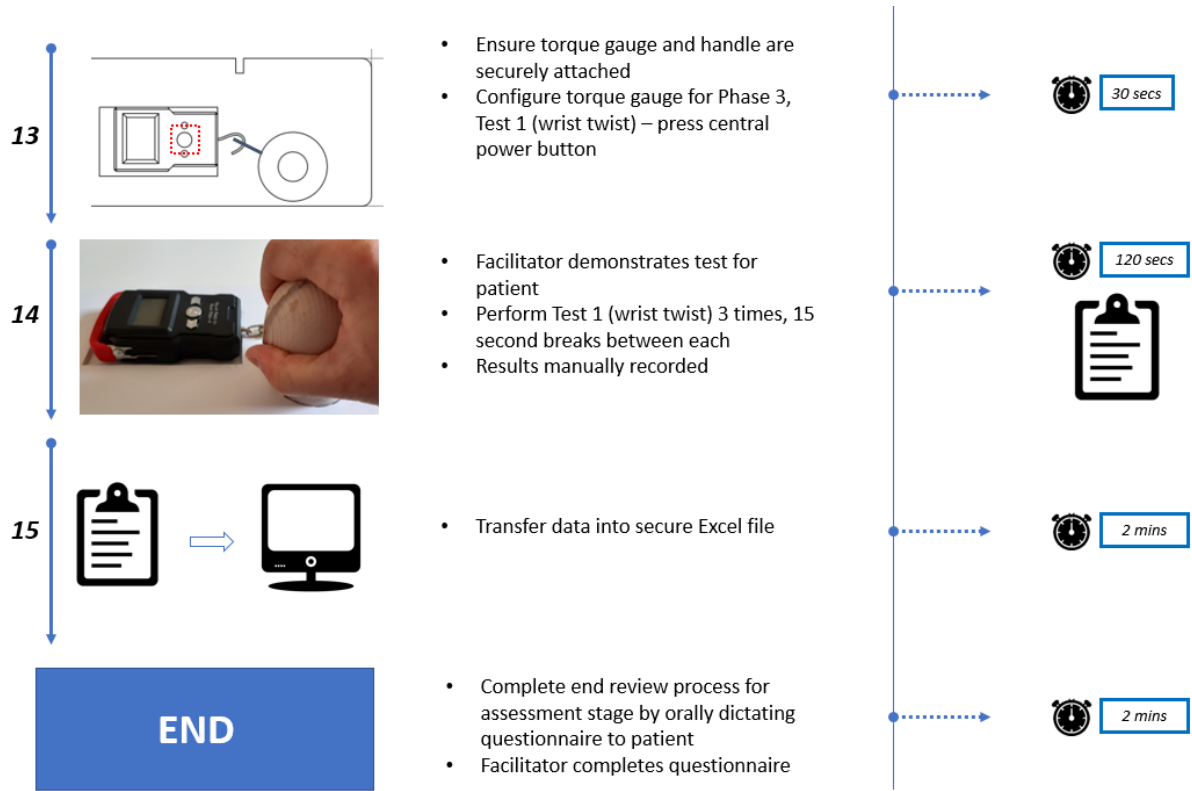 13
• Ensure torque gauge and handle are
securely attached
• Configure torque gauge for Phase 3,
Test 1 (wrist twist) – press central
power button
30 secs
14
• Facilitator demonstrates test for
patient
• Perform Test 1 (wrist twist) 3 times, 15
second breaks between each
• Results manually recorded
120 secs
15
• Transfer data into secure Excel file
2 mins
END
• Complete end review process for
assessment stage by orally dictating
questionnaire to patient
• Facilitator completes questionnaire
2 mins